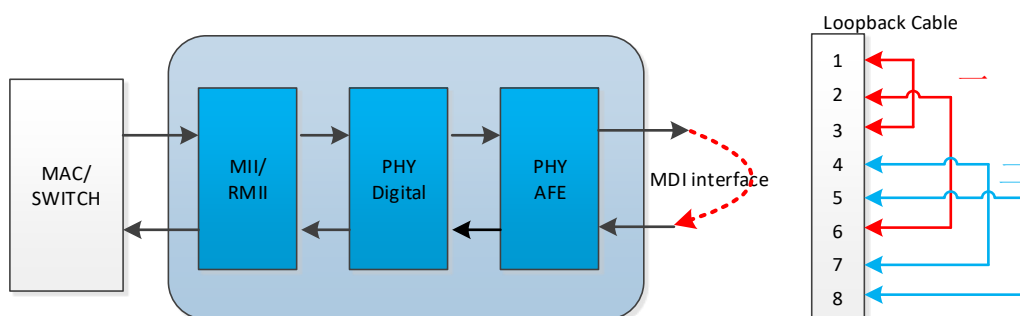 Loopback Cable
MAC/
SWITCH
MII/
RMII
PHY
Digital
PHY
AFE
MDI interface
1
2
3
4
5
6
7
8